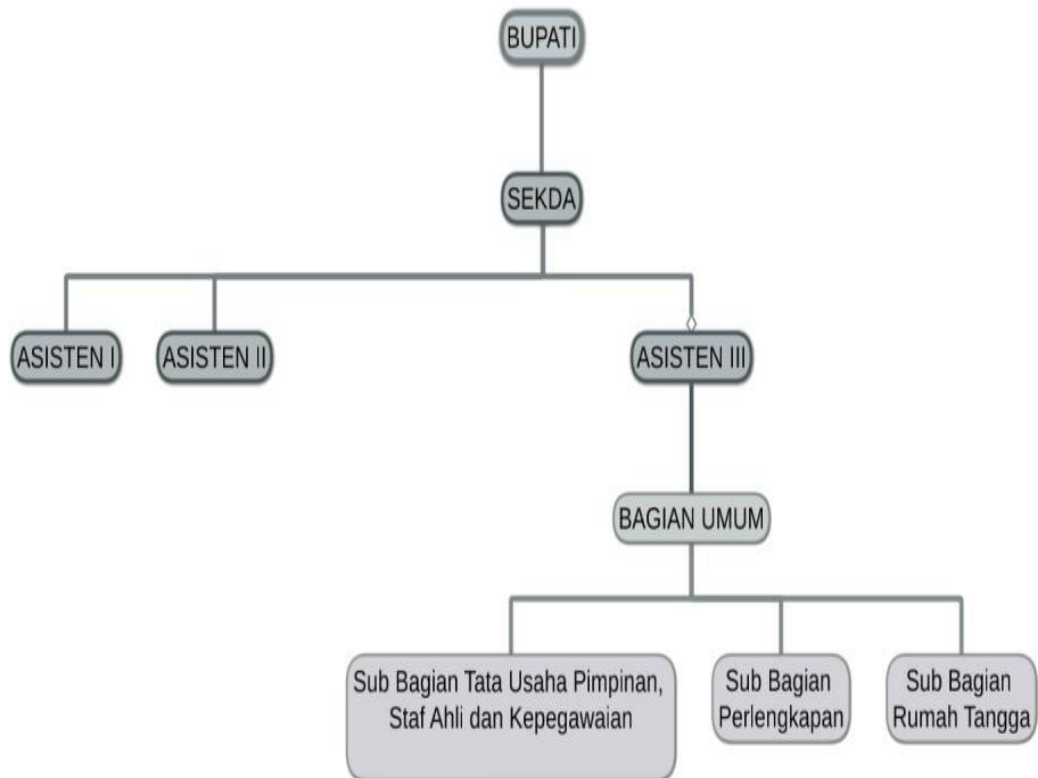 BUPATI
SEKDA
ASISTEN I
ASISTEN II
ASISTEN III
BAGIAN UMUM
Sub Bagian Tata Usaha Pimpinan,
Staf Ahli dan Kepegawaian
Sub Bagian
Perlengkapan
Sub Bagian
Rumah Tangga